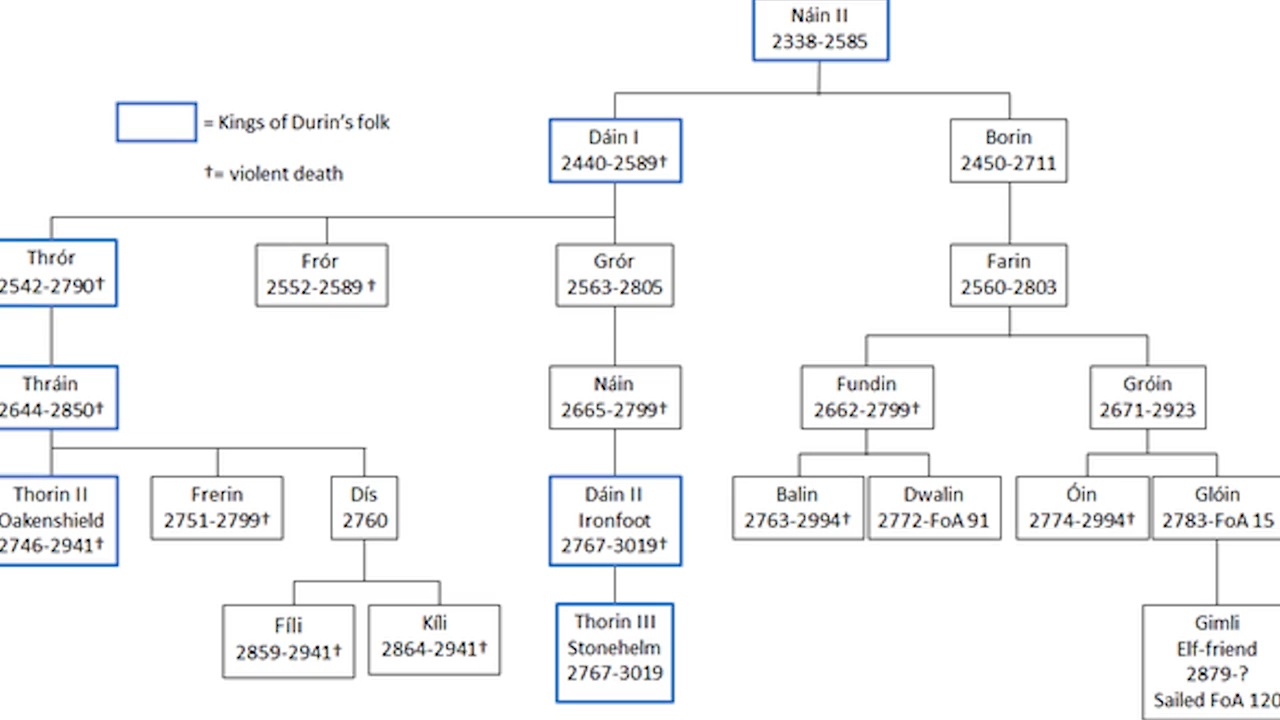 Náin II
2338-2585
= Kings of Durin's folk
†= violent death
Dáin I
2440-2589†
Borin
2450-2711
Thrór
2542-2790†
Frór
2552-2589 †
Grór
2563-2805
Farin
2560-2803
Thráin
2644-2850†
Náin
2665-2799†
Fundin
2662-2799†
Gróin
2671-2923
Thorin II
Oakenshield
2746-2941†
Frerin
2751-2799†
Dís
2760
Dáin II
Ironfoot
2767-3019†
Balin
2763-2994†
Dwalin
2772-FoA 91
Óin
2774-2994†
Glóin
2783-FoA 15
Fíli
2859-2941†
Kíli
2864-2941†
Thorin III
Stonehelm
2767-3019
Gimli
Elf-friend
2879-?
Sailed FoA 120